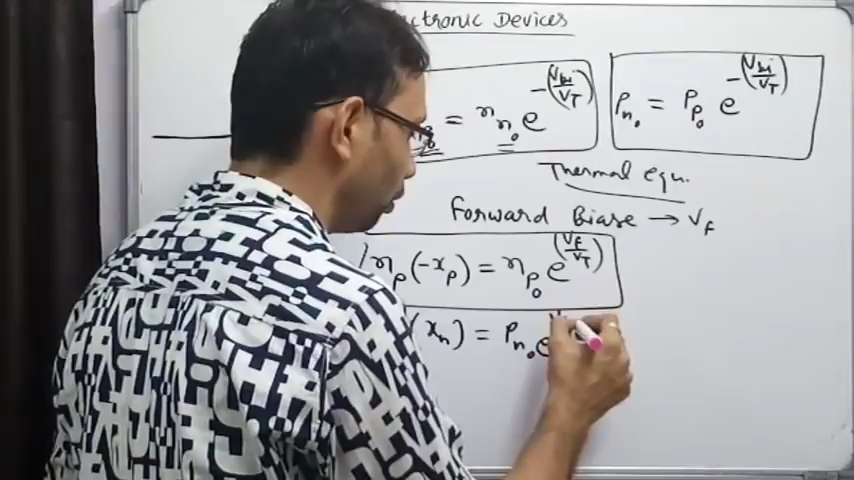 ctronic Devices
= n_{n_0} e^{-(V_{bi}/V_T)}
P_{n_0} = P_{P_0} e^{-(V_{bi}/V_T)}
Thermal equ.
Forward Biase → V_F
n_p(-x_p) = n_{p_0} e^{(V_F/V_T)}
(x_n) = P_{n_0} e